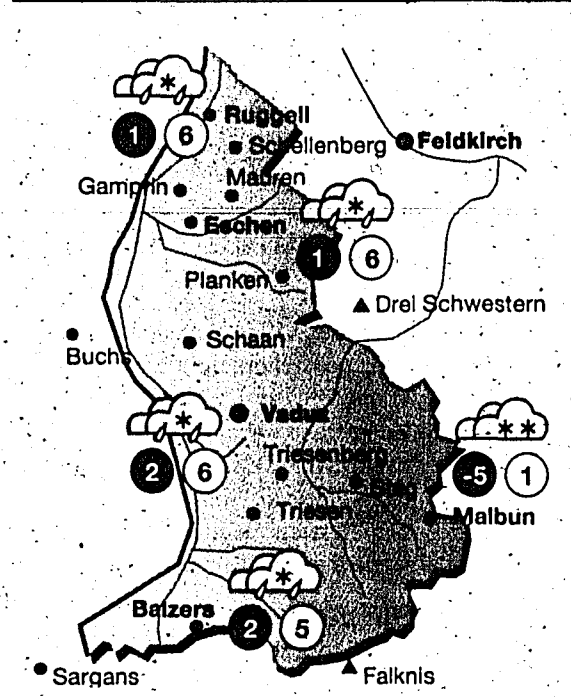 1 6
Ruggell
Schellenberg
Feldkirch
Gamprin
Mauren
Eschen
1 6
Planken
Drei Schwestern
Schaan
Buchs
Vaduz
2 6
Triesenberg
Steg
-5 1
Triesen
Malbun
Balzers
2 5
Sargans
Falknis